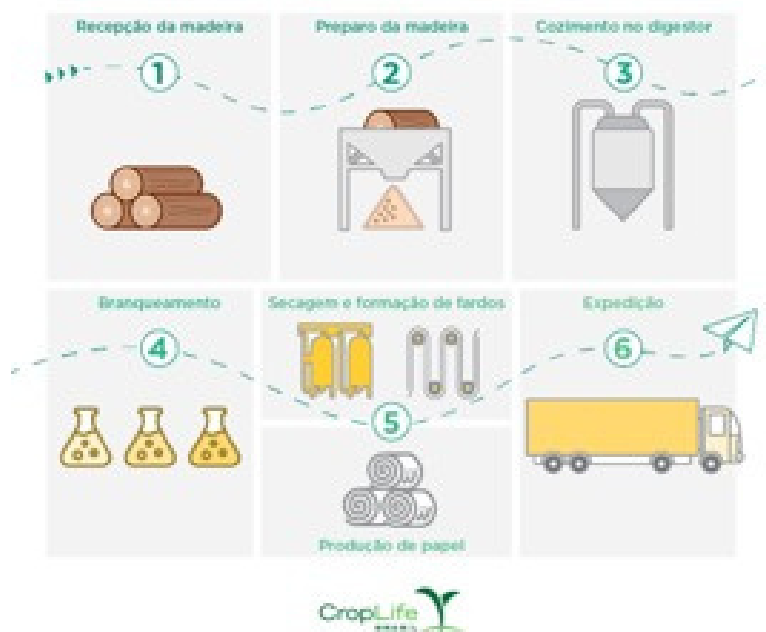 Recepção da madeira
1
Preparo da madeira
2
Cozimento no digestor
3
Branqueamento
4
Secagem e formação de fardos
5
Produção de papel
Expedição
6
CropLife
BRASIL